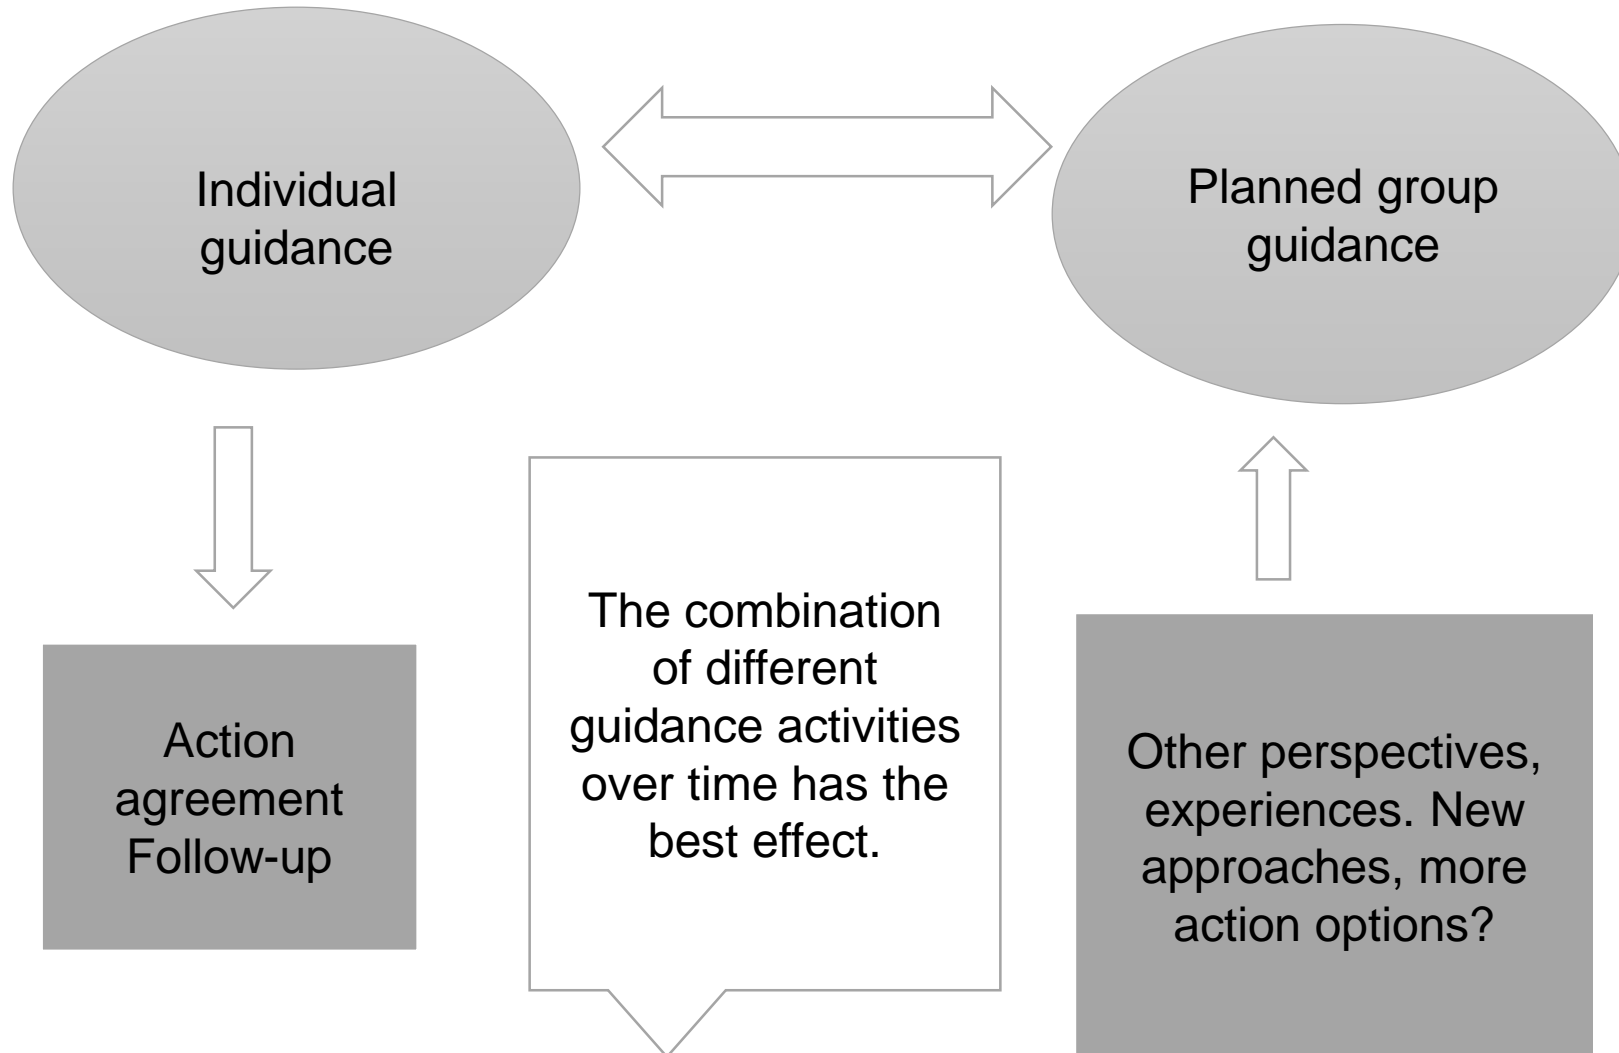 Individual
guidance
Planned group
guidance
Action
agreement
Follow-up
The combination
of different
guidance activities
over time has the
best effect.
Other perspectives,
experiences. New
approaches, more
action options?